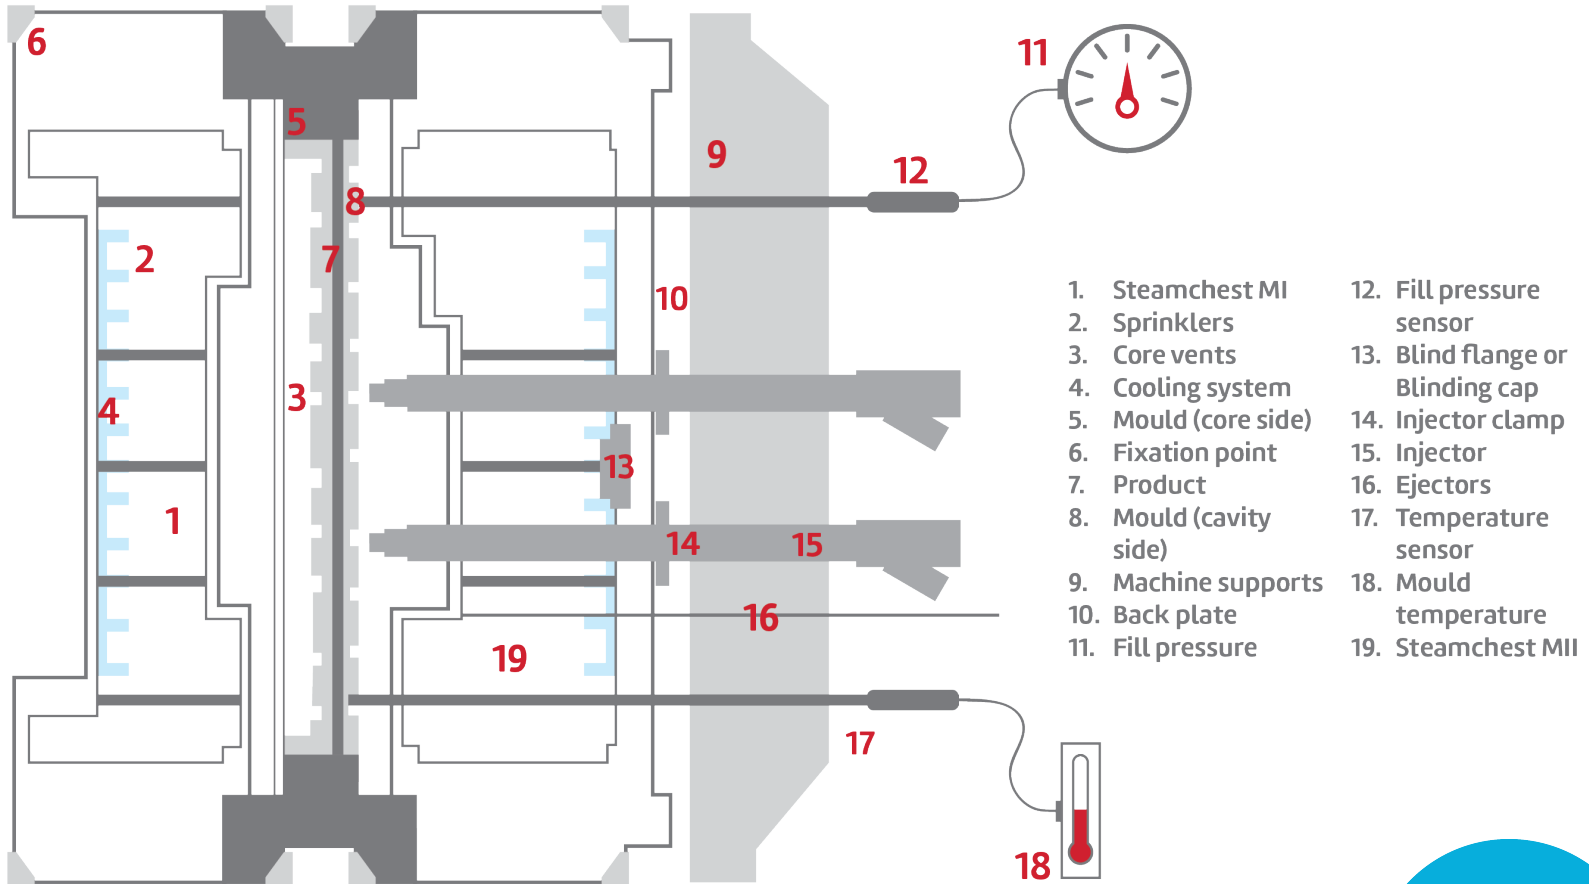 6
11
5
9
12
8
2
7
10
3
4
13
1
14
15
16
19
17
18
1. Steamchest MI
2. Sprinklers
3. Core vents
4. Cooling system
5. Mould (core side)
6. Fixation point
7. Product
8. Mould (cavity
side)
9. Machine supports
10. Back plate
11. Fill pressure
12. Fill pressure
sensor
13. Blind flange or
Blinding cap
14. Injector clamp
15. Injector
16. Ejectors
17. Temperature
sensor
18. Mould
temperature
19. Steamchest MII